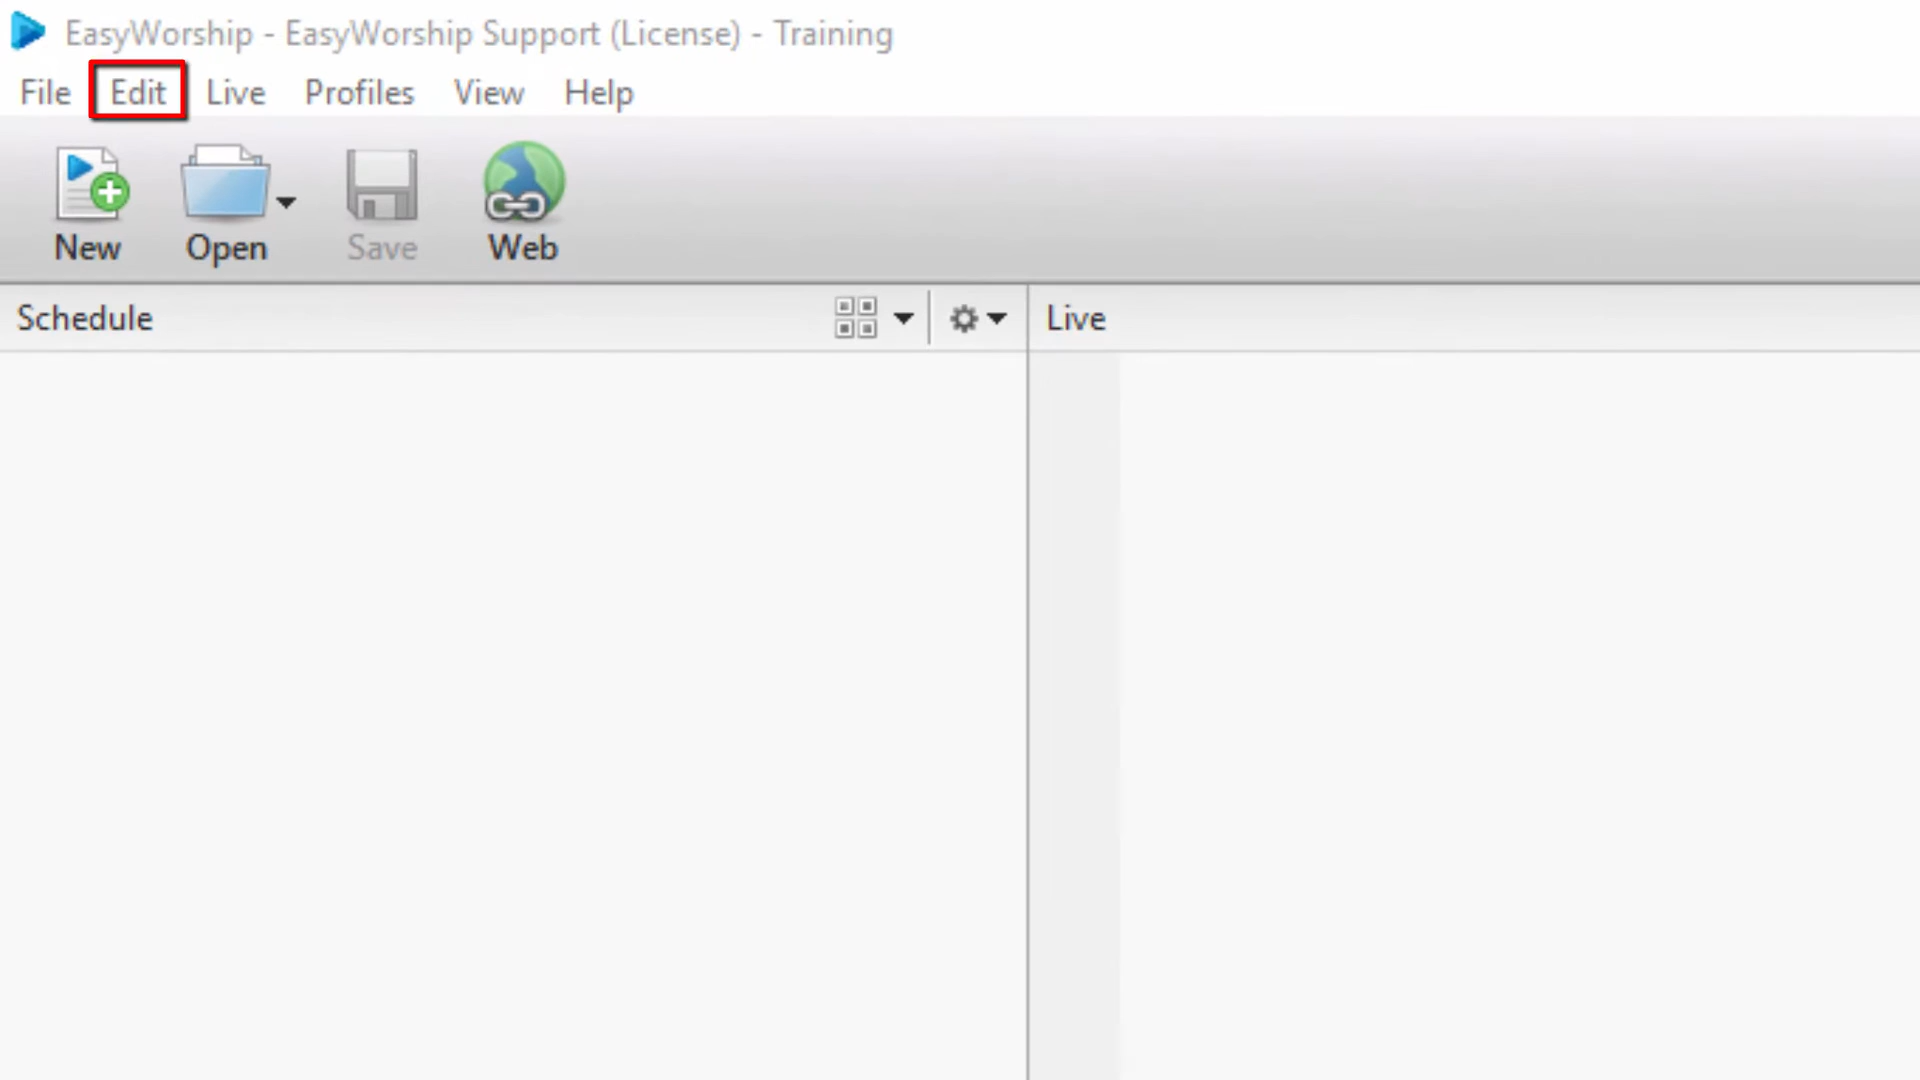 EasyWorship - EasyWorship Support (License) - Training
File Edit Live Profiles View Help
New Open Save Web
Schedule Live